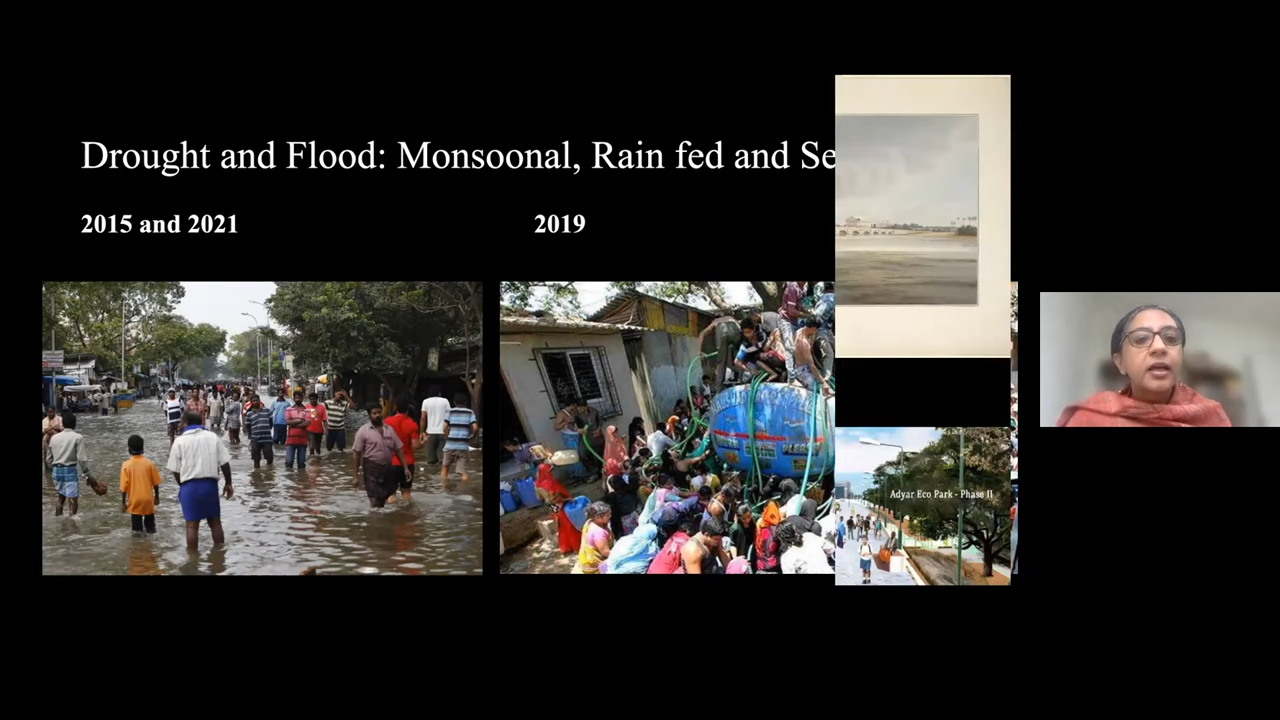 Drought and Flood: Monsoonal, Rain fed and Se
2015 and 2021
2019
Adyar Eco Park - Phase II